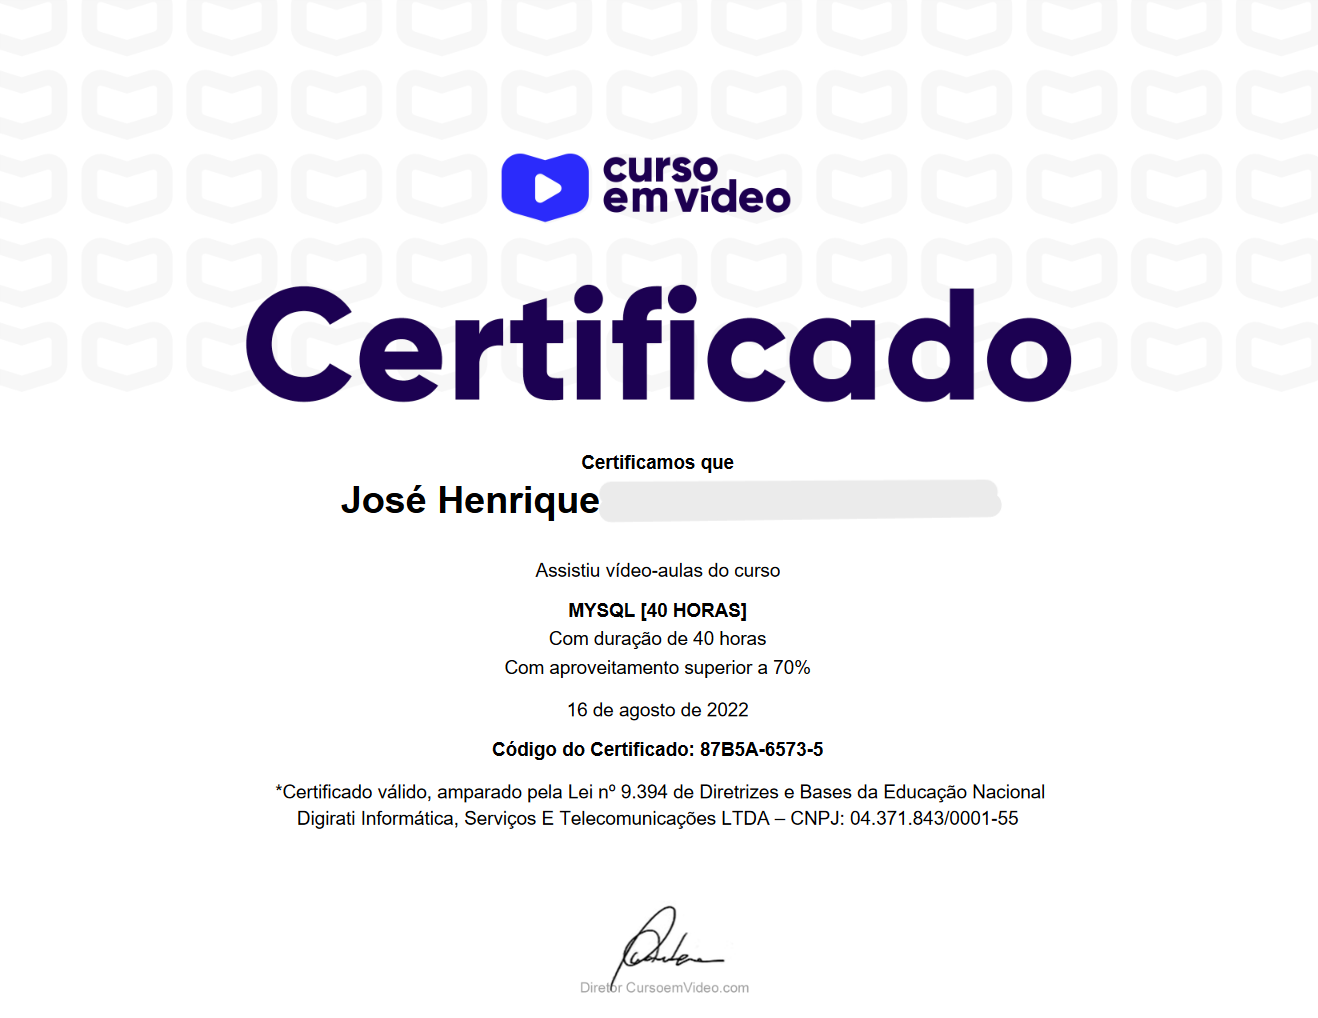 curso
em vídeo
Certificado
Certificamos que
José Henrique
Assistiu vídeo-aulas do curso
MYSQL [40 HORAS]
Com duração de 40 horas
Com aproveitamento superior a 70%
16 de agosto de 2022
Código do Certificado: 87B5A-6573-5
*Certificado válido, amparado pela Lei nº 9.394 de Diretrizes e Bases da Educação Nacional
Digirati Informática, Serviços E Telecomunicações LTDA – CNPJ: 04.371.843/0001-55
Diretor CursoemVideo.com